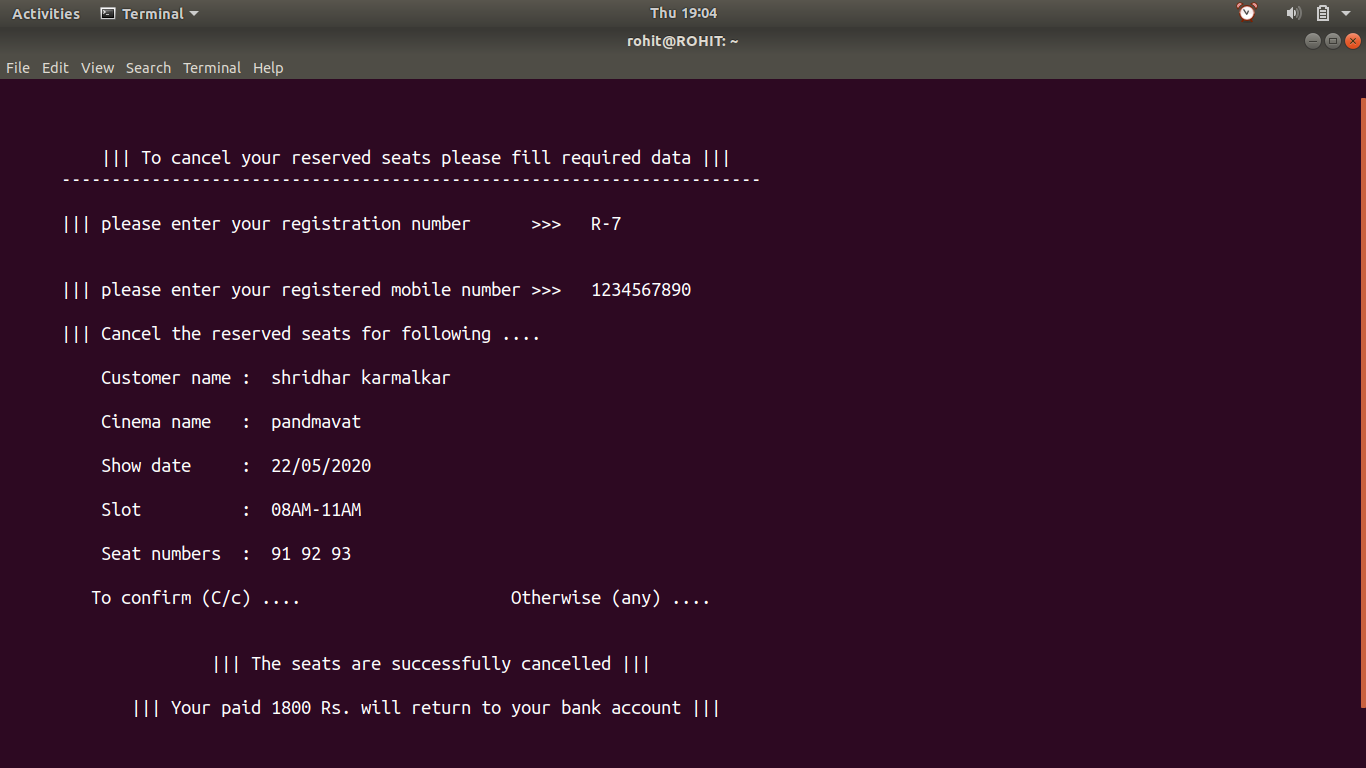 Activities Terminal Thu 19:04
rohit@ROHIT: ~
File Edit View Search Terminal Help
||| To cancel your reserved seats please fill required data |||
----------------------------------------------------------------------
||| please enter your registration number >>> R-7
||| please enter your registered mobile number >>> 1234567890
||| Cancel the reserved seats for following ....
Customer name : shridhar karmalkar
Cinema name : pandmavat
Show date : 22/05/2020
Slot : 08AM-11AM
Seat numbers : 91 92 93
To confirm (C/c) .... Otherwise (any) ....
||| The seats are successfully cancelled |||
||| Your paid 1800 Rs. will return to your bank account |||